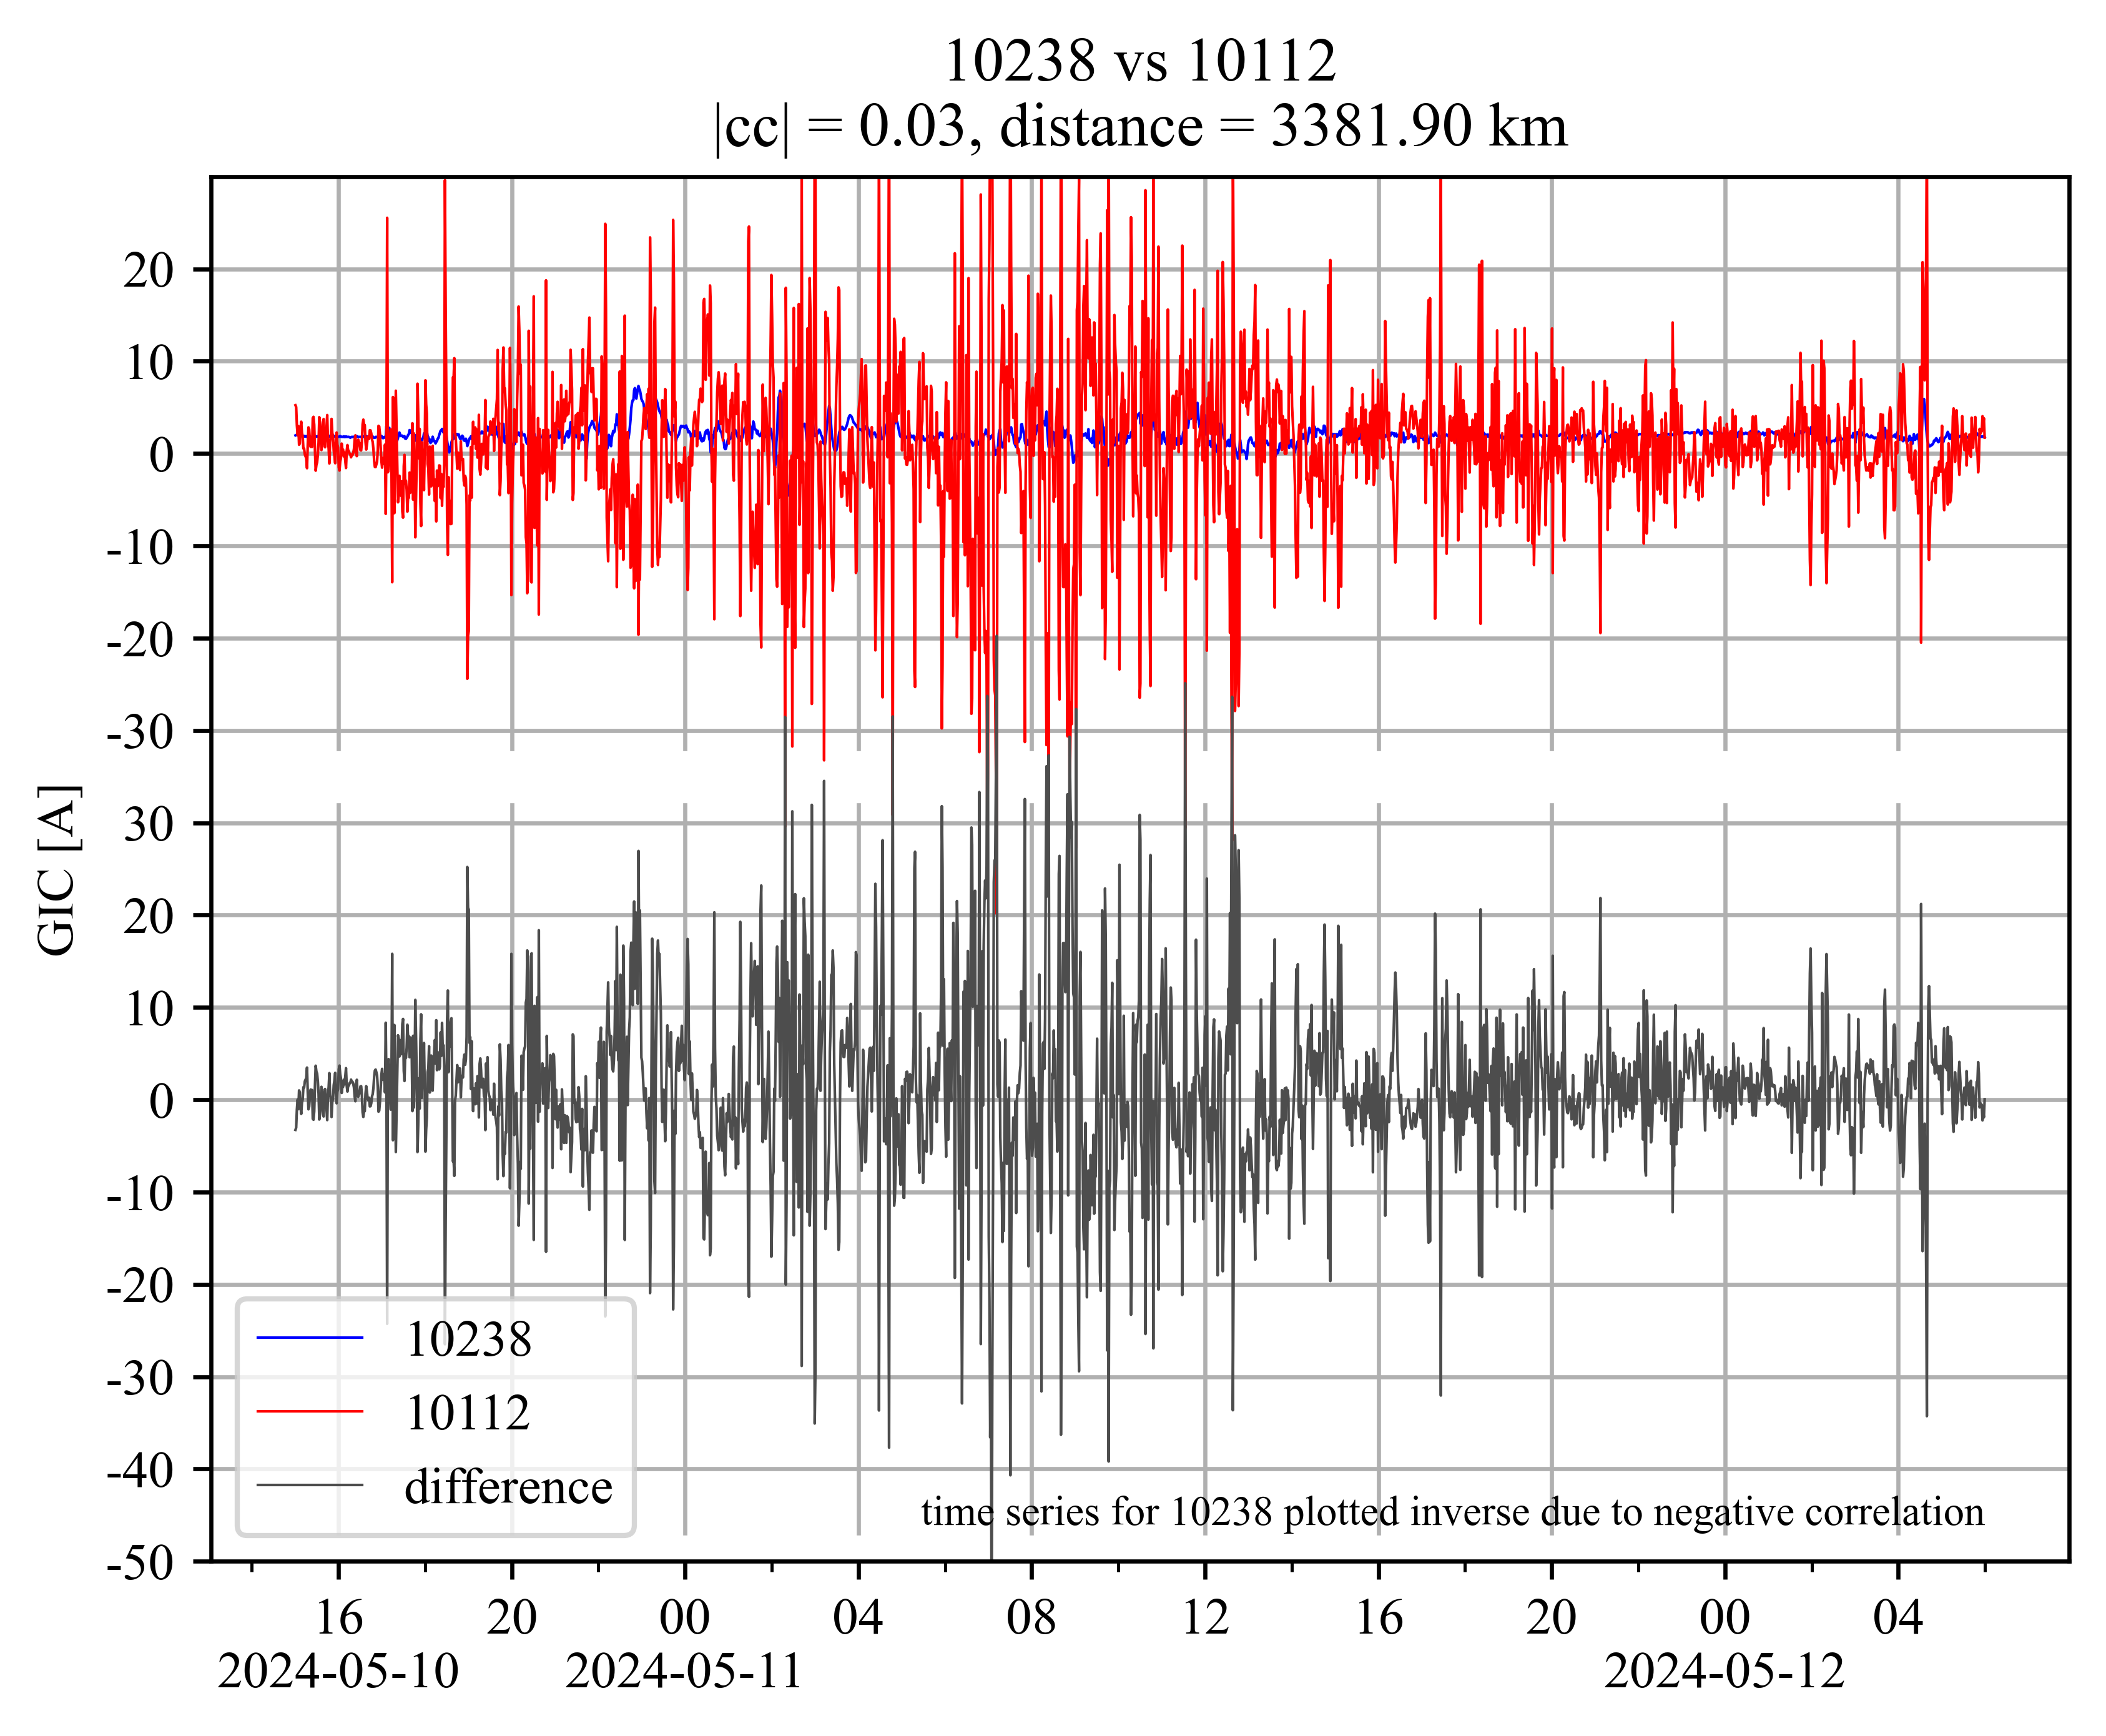 10238 vs 10112
|cc| = 0.03, distance = 3381.90 km
GIC [A]
20
10
0
-10
-20
-30
30
20
10
0
-10
-20
-30
-40
-50
10238
10112
difference
time series for 10238 plotted inverse due to negative correlation
16 20 00 04 08 12 16 20 00 04
2024-05-10 2024-05-11 2024-05-12